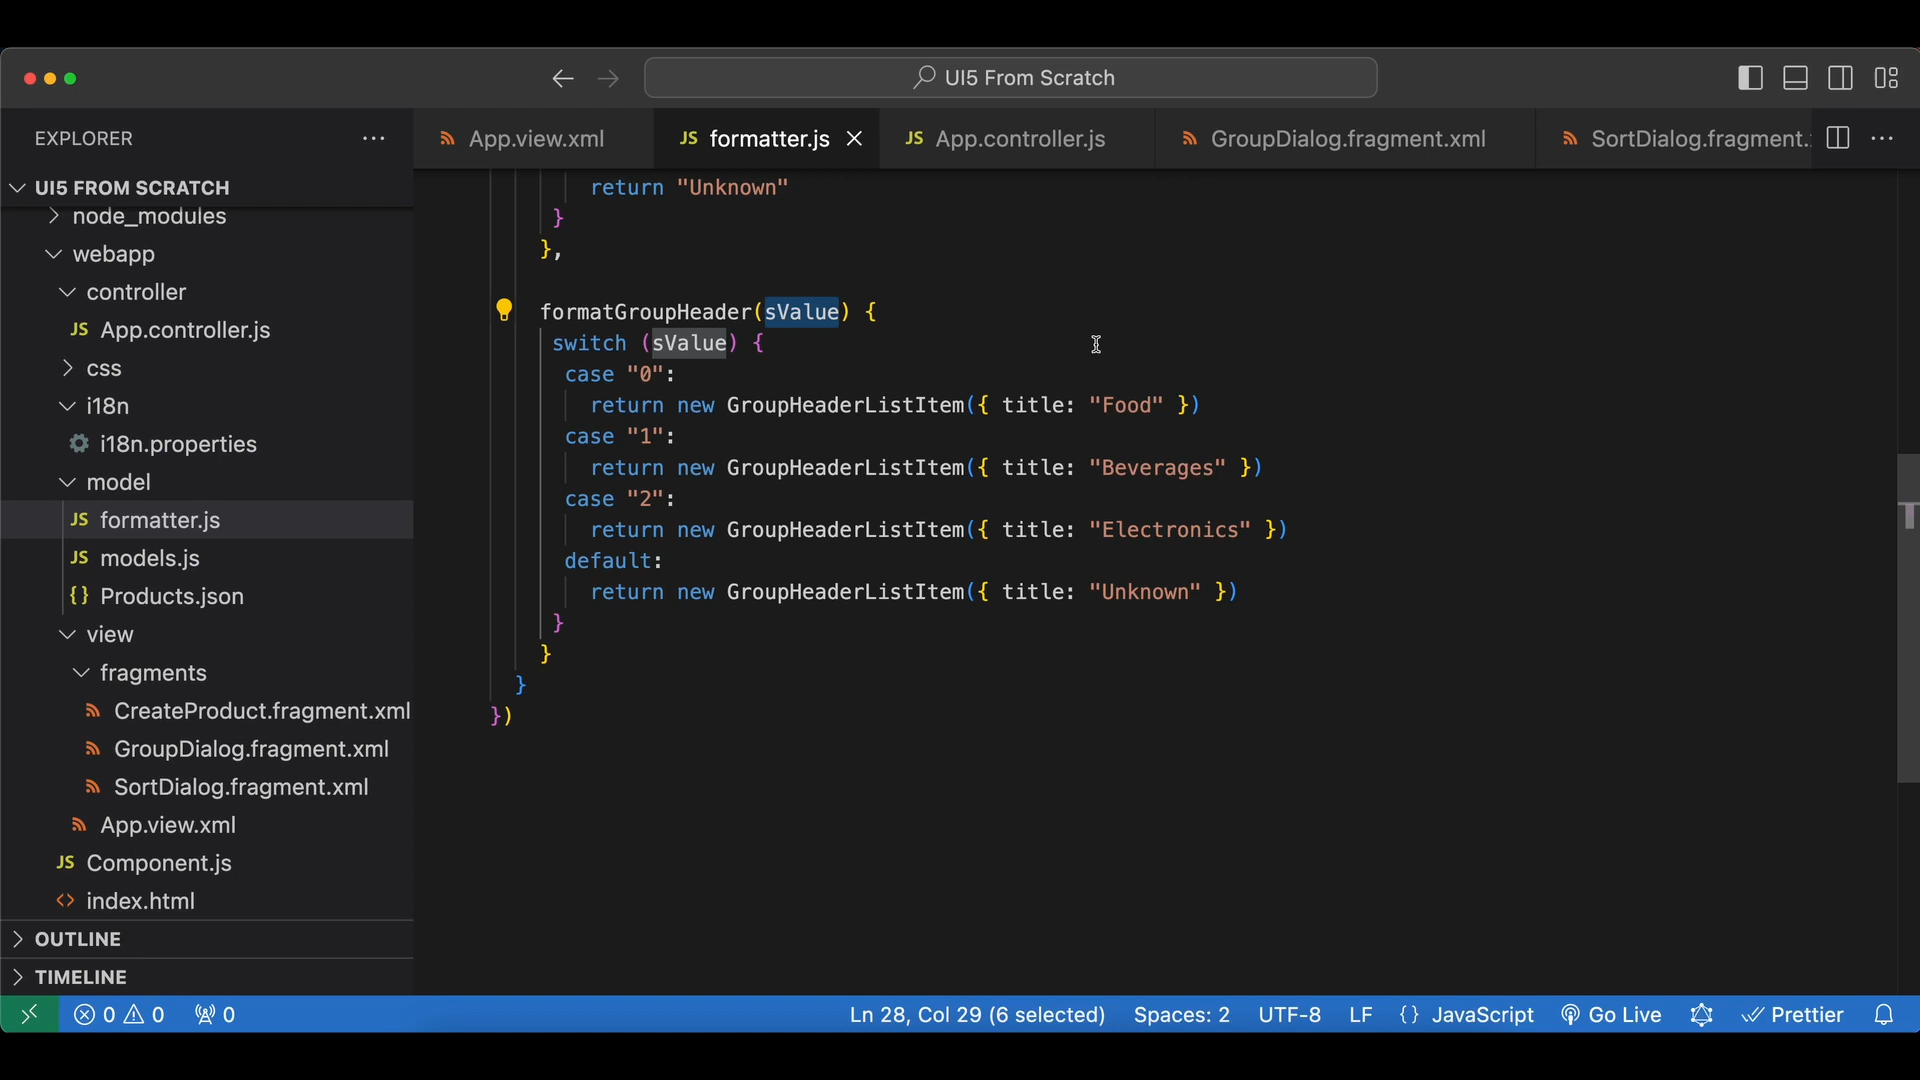 UI5 From Scratch
EXPLORER
App.view.xml
JS formatter.js
JS App.controller.js
GroupDialog.fragment.xml
SortDialog.fragment.
UI5 FROM SCRATCH
node_modules
webapp
controller
JS App.controller.js
css
i18n
i18n.properties
model
JS formatter.js
JS models.js
{} Products.json
view
fragments
CreateProduct.fragment.xml
GroupDialog.fragment.xml
SortDialog.fragment.xml
App.view.xml
JS Component.js
<> index.html
OUTLINE
TIMELINE
return "Unknown"
}
},
formatGroupHeader(sValue) {
switch (sValue) {
case "0":
return new GroupHeaderListItem({ title: "Food" })
case "1":
return new GroupHeaderListItem({ title: "Beverages" })
case "2":
return new GroupHeaderListItem({ title: "Electronics" })
default:
return new GroupHeaderListItem({ title: "Unknown" })
}
}
}
})
0 0 0
Ln 28, Col 29 (6 selected) Spaces: 2 UTF-8 LF {} JavaScript Go Live Prettier